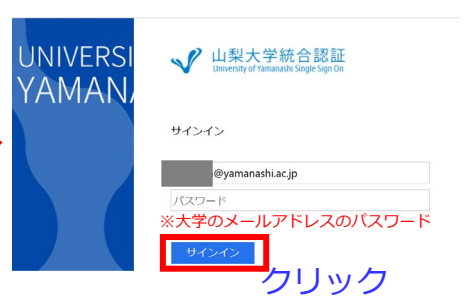 UNIVERSI
YAMANA
山梨大学統合認証
University of Yamanashi Single Sign On
サインイン
@yamanashi.ac.jp
パスワード
※大学のメールアドレスのパスワード
サインイン
クリック